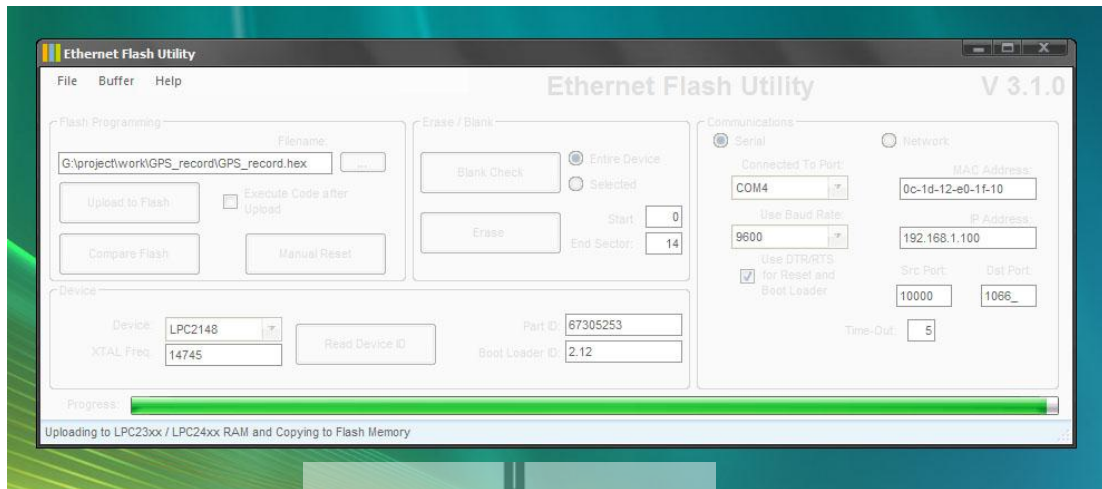 Ethernet Flash Utility
File Buffer Help
Ethernet Flash Utility V 3.1.0
Flash Programming
Filename:
G:\project\work\GPS_record\GPS_record.hex ...
Upload to Flash
Execute Code after
Upload
Compare Flash Manual Reset
Erase / Blank
Blank Check
Entire Device
Selected
Erase
Start 0
End Sector: 14
Communications
Serial Network
Connected To Port:
COM4
Use Baud Rate:
9600
Use DTR/RTS
for Reset and
Boot Loader
MAC Address:
0c-1d-12-e0-1f-10
IP Address:
192.168.1.100
Src Port: Dst Port:
10000 1066_
Time-Out: 5
Device
Device: LPC2148
XTAL Freq: 14745
Read Device ID
Part ID: 67305253
Boot Loader ID: 2.12
Progress:
Uploading to LPC23xx / LPC24xx RAM and Copying to Flash Memory